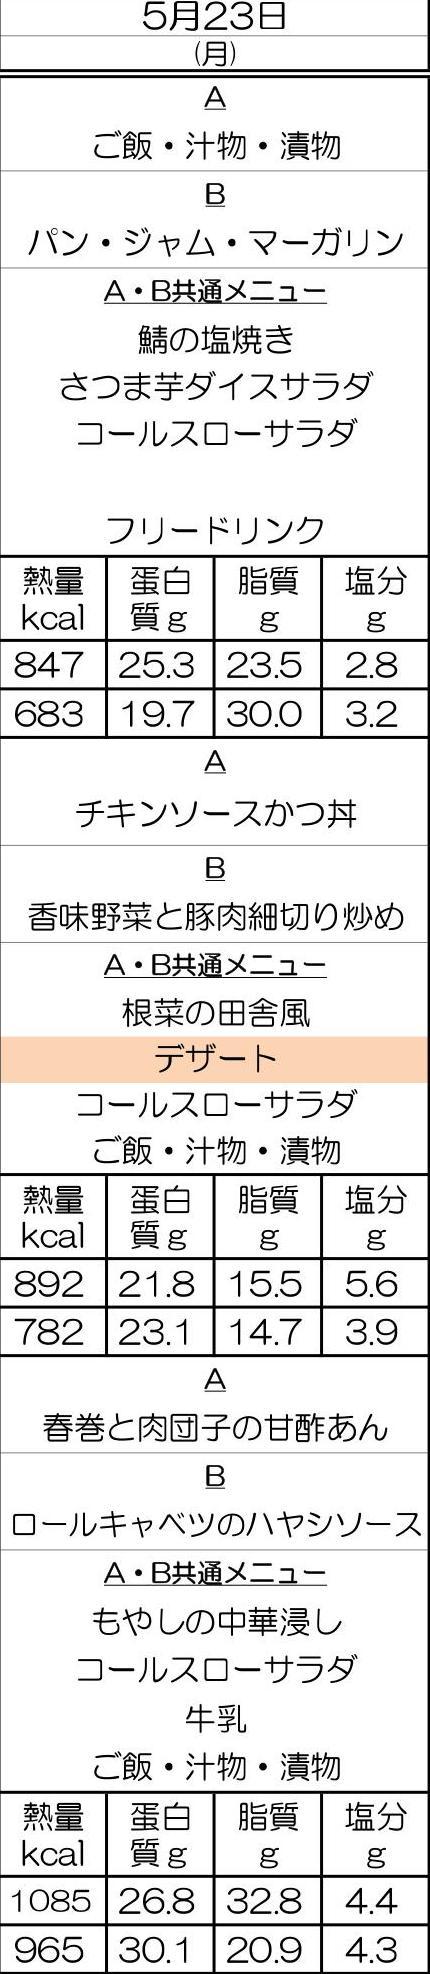 5月23日
(月)
A
ご飯・汁物・漬物
B
パン・ジャム・マーガリン
A・B共通メニュー
鯖の塩焼き
さつま芋ダイスサラダ
コールスローサラダ
フリードリンク
熱量 蛋白 脂質 塩分
kcal 質g g g
847 25.3 23.5 2.8
683 19.7 30.0 3.2
A
チキンソースかつ丼
B
香味野菜と豚肉細切り炒め
A・B共通メニュー
根菜の田舎風
デザート
コールスローサラダ
ご飯・汁物・漬物
熱量 蛋白 脂質 塩分
kcal 質g g g
892 21.8 15.5 5.6
782 23.1 14.7 3.9
A
春巻と肉団子の甘酢あん
B
ロールキャベツのハヤシソース
A・B共通メニュー
もやしの中華浸し
コールスローサラダ
牛乳
ご飯・汁物・漬物
熱量 蛋白 脂質 塩分
kcal 質g g g
1085 26.8 32.8 4.4
965 30.1 20.9 4.3